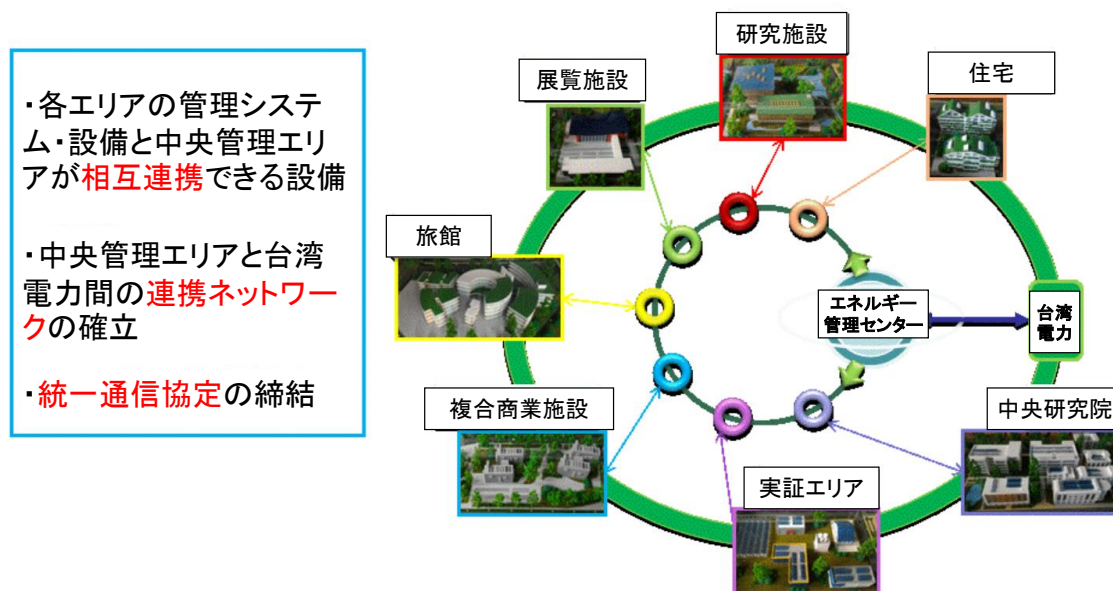 ・各エリアの管理システ
ム・設備と中央管理エリ
アが相互連携できる設備
・中央管理エリアと台湾
電力間の連携ネットワー
クの確立
・統一通信協定の締結
研究施設
展覧施設
住宅
旅館
エネルギー
管理センター
台湾
電力
複合商業施設
中央研究院
実証エリア